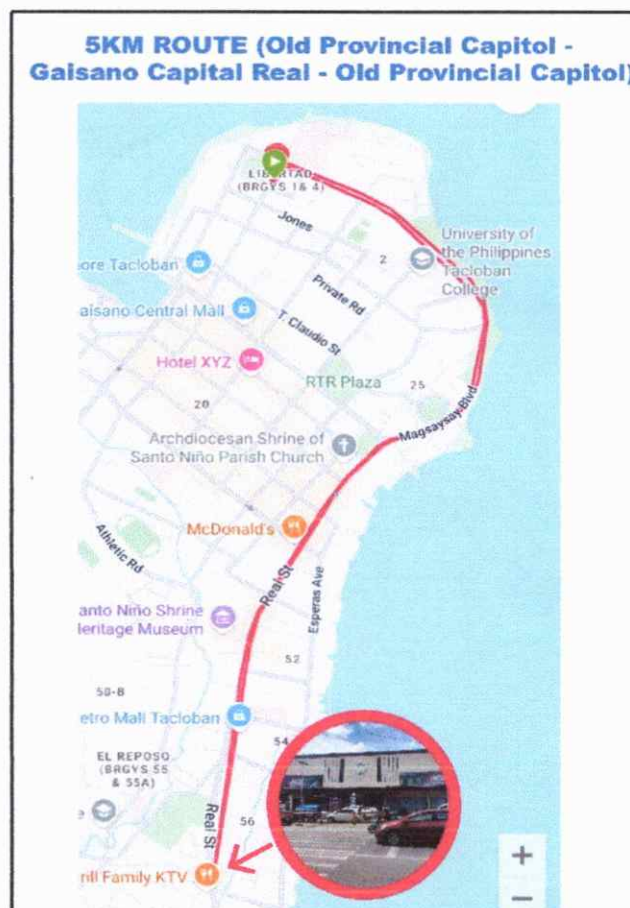 5KM ROUTE (Old Provincial Capitol -
Gaisano Capital Real - Old Provincial Capitol)
LIBERTAD
(BRGYS 1 & 4)
Jones
University of
the Philippines
Tacloban
College
2
ore Tacloban
Private Rd
aisano Central Mall
T. Claudio St
Hotel XYZ
RTR Plaza
25
20
Magsaysay Blvd
Archdiocesan Shrine of
Santo Niño Parish Church
McDonald's
Athletic Rd
Real St
Esperas Ave
anto Niño Shrine
Heritage Museum
52
50-B
etro Mall Tacloban
54
EL REPOSO
(BRGYS 55
& 55A)
56
Real St
rill Family KTV
+
−